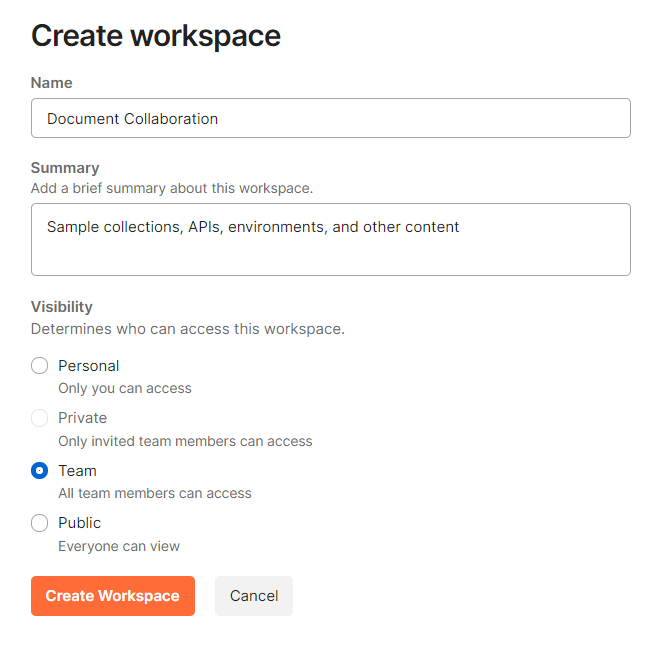 Create workspace
Name
Document Collaboration
Summary
Add a brief summary about this workspace.
Sample collections, APIs, environments, and other content
Visibility
Determines who can access this workspace.
Personal
Only you can access
Private
Only invited team members can access
Team
All team members can access
Public
Everyone can view
Create Workspace
Cancel